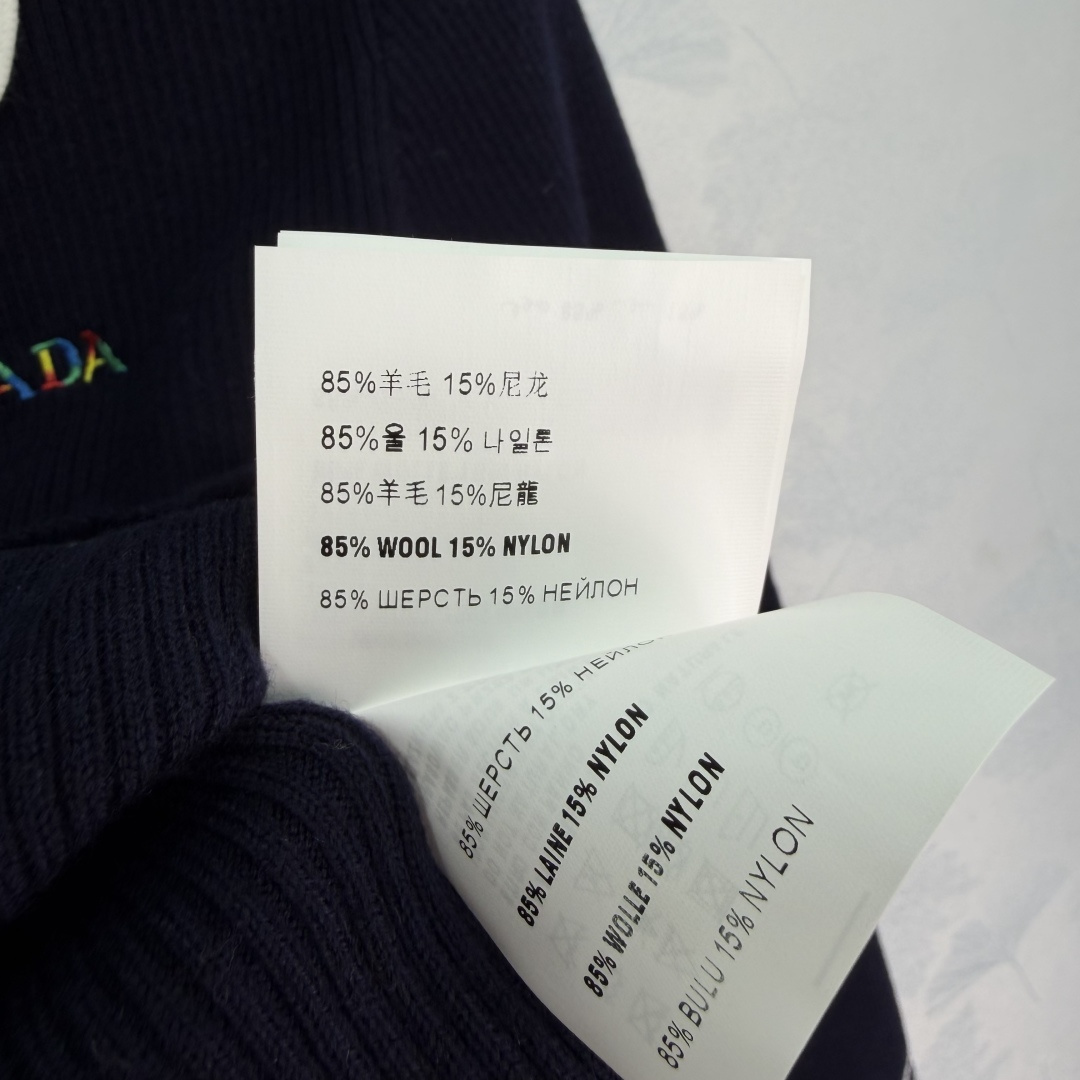 ADA
85%羊毛 15%尼龙
85%울 15% 나일론
85%羊毛 15%尼龍
85% WOOL 15% NYLON
85% ШЕРСТЬ 15% НЕЙЛОН
85% ШЕРСТЬ 15% НЕЙЛОН
85% LAINE 15% NYLON
85% WOLLE 15% NYLON
85% BULU 15% NYLON